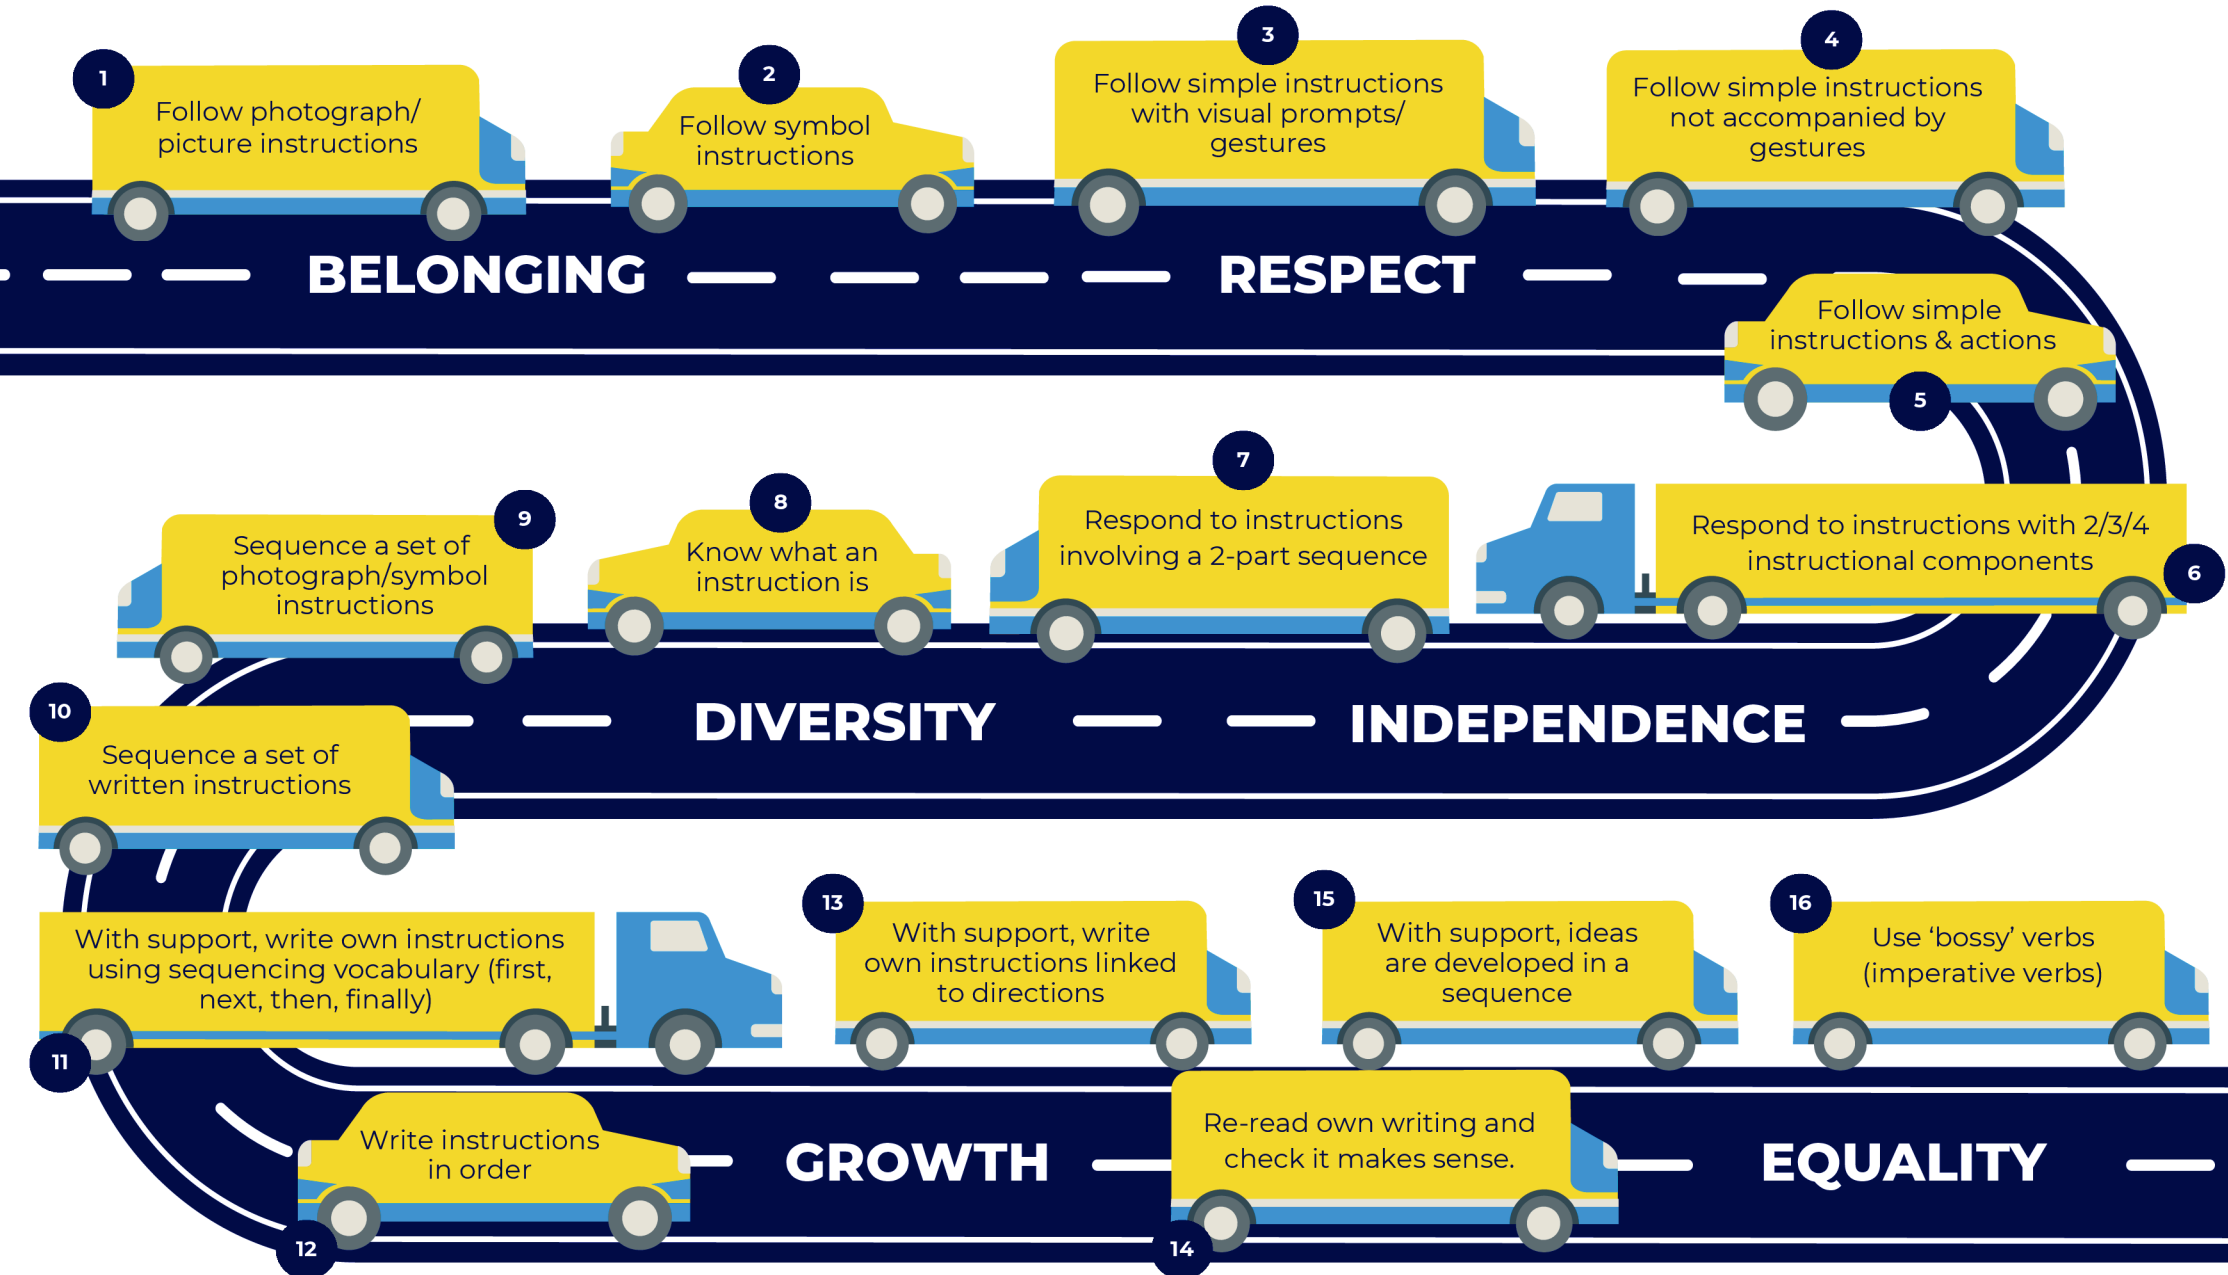 1
Follow photograph/
picture instructions
2
Follow symbol
instructions
3
Follow simple instructions
with visual prompts/
gestures
4
Follow simple instructions
not accompanied by
gestures
BELONGING
RESPECT
Follow simple
instructions & actions
5
Respond to instructions with 2/3/4
instructional components
6
7
Respond to instructions
involving a 2-part sequence
8
Know what an
instruction is
9
Sequence a set of
photograph/symbol
instructions
DIVERSITY
INDEPENDENCE
10
Sequence a set of
written instructions
With support, write own instructions
using sequencing vocabulary (first,
next, then, finally)
11
Write instructions
in order
12
13
With support, write
own instructions linked
to directions
GROWTH
Re-read own writing and
check it makes sense.
14
15
With support, ideas
are developed in a
sequence
16
Use ‘bossy’ verbs
(imperative verbs)
EQUALITY